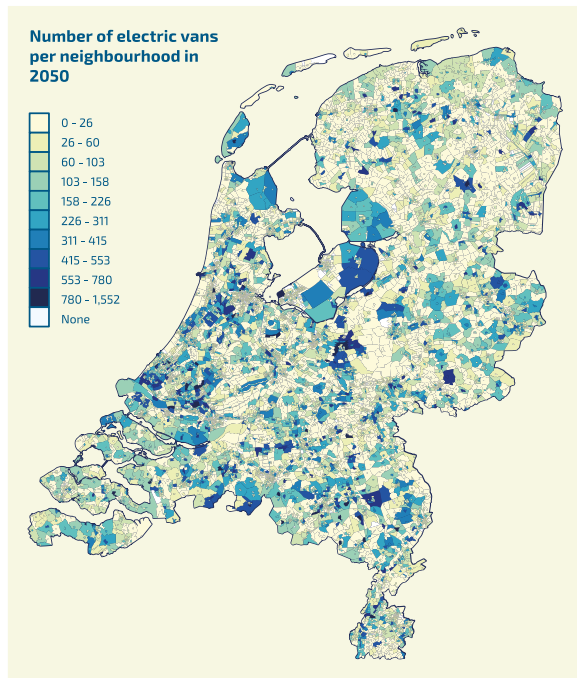 Number of electric vans
per neighbourhood in
2050
0 - 26
26 - 60
60 - 103
103 - 158
158 - 226
226 - 311
311 - 415
415 - 553
553 - 780
780 - 1,552
None